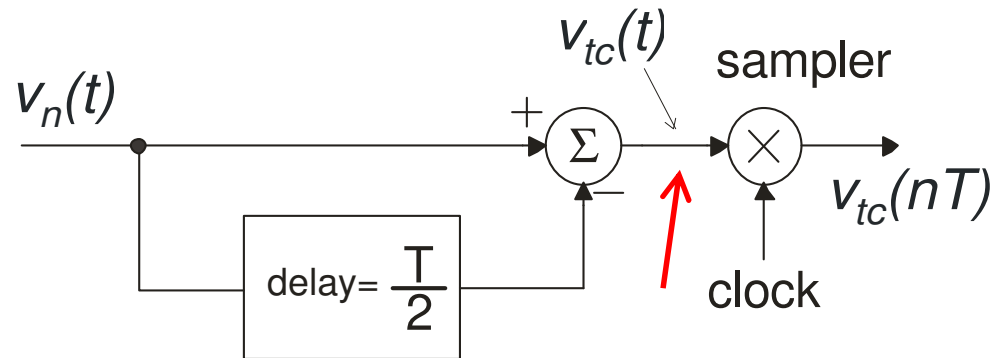 v_tc(t)
sampler
v_n(t)
+
Σ
×
−
v_tc(nT)
delay= T/2
clock